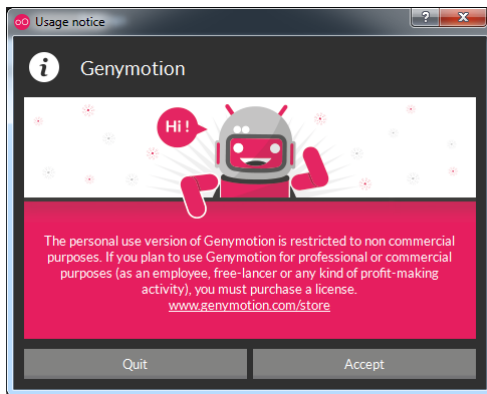 Usage notice
Genymotion
Hi !
The personal use version of Genymotion is restricted to non commercial
purposes. If you plan to use Genymotion for professional or commercial
purposes (as an employee, free-lancer or any kind of profit-making
activity), you must purchase a license.
www.genymotion.com/store
Quit
Accept